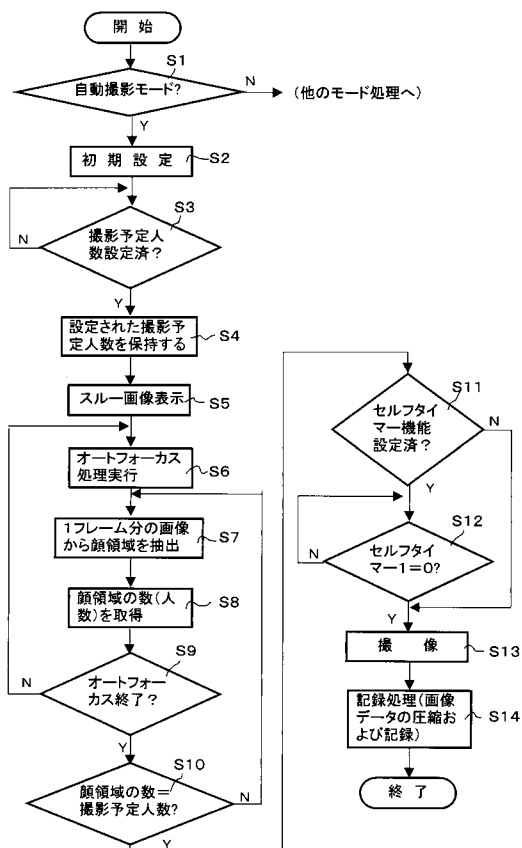 開始
S1
自動撮影モード?
N
(他のモード処理へ)
Y
初期設定
S2
S3
撮影予定人
数設定済?
N
Y
設定された撮影予
定人数を保持する
S4
スルー画像表示
S5
オートフォーカス
処理実行
S6
1フレーム分の画像
から顔領域を抽出
S7
顔領域の数(人
数)を取得
S8
S9
オートフォー
カス終了?
N
Y
S10
顔領域の数=
撮影予定人数?
N
Y
Y
S11
セルフタイ
マー機能
設定済?
N
Y
S12
セルフタイ
マー1=0?
N
Y
撮像
S13
記録処理(画像
データの圧縮お
よび記録)
S14
終了